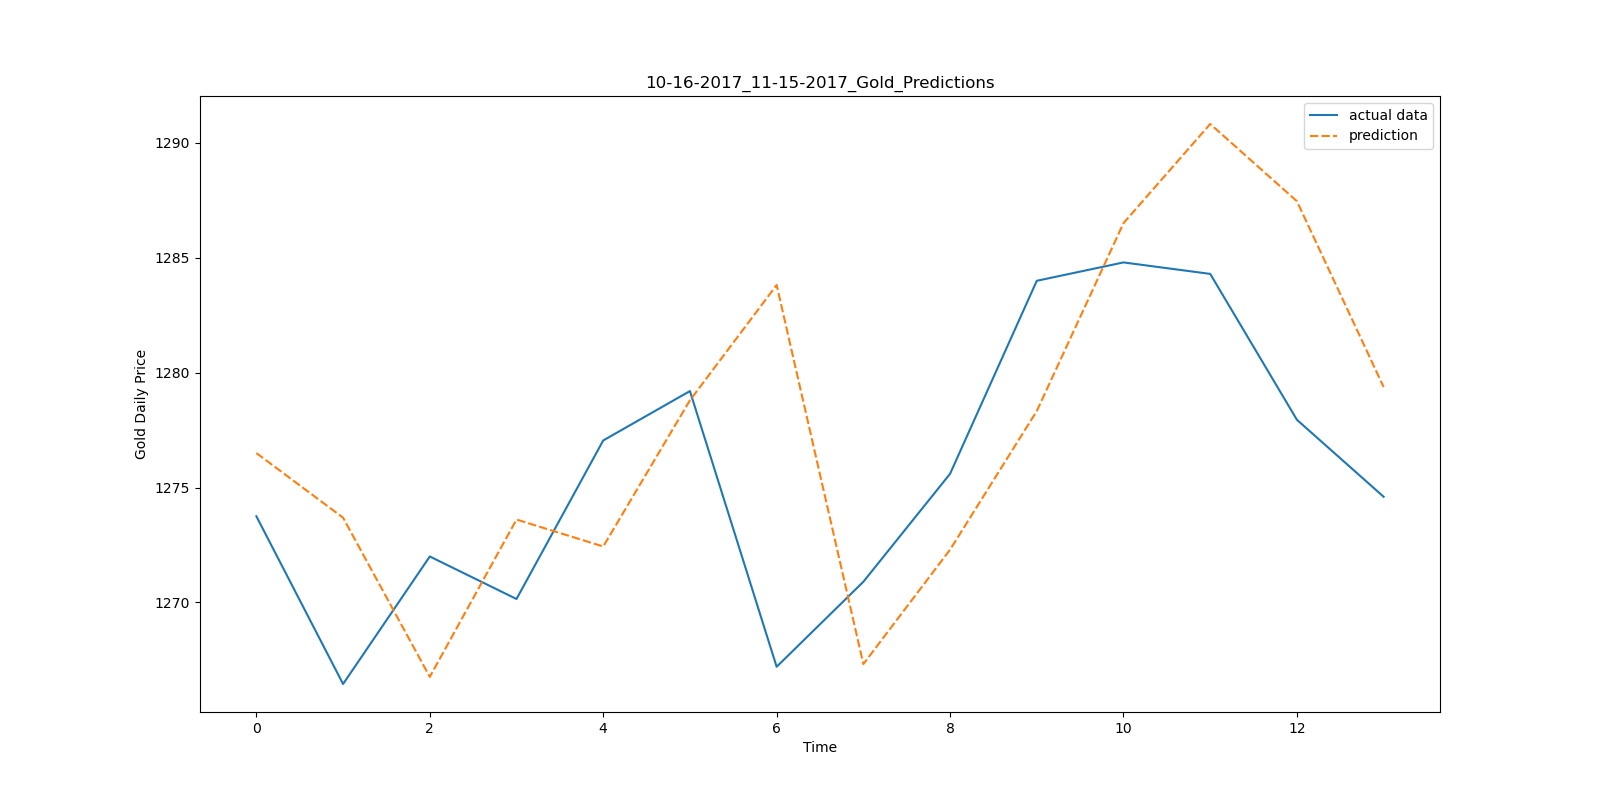 10-16-2017_11-15-2017_Gold_Predictions
actual data
prediction
1290
1285
1280
1275
1270
Gold Daily Price
0 2 4 6 8 10 12
Time